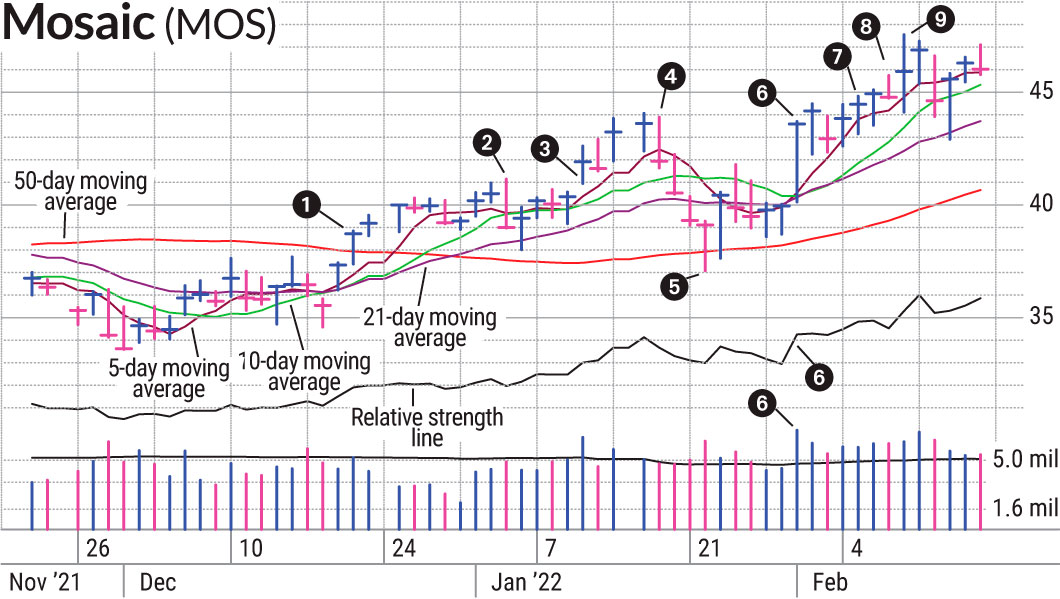 Mosaic (MOS)
9
8
7
4
6
45
2
3
50-day moving
average
1
40
5
21-day moving
average
35
5-day moving
average
10-day moving
average
6
Relative strength
line
6
5.0 mil
1.6 mil
26
10
24
7
21
4
Nov '21
Dec
Jan '22
Feb